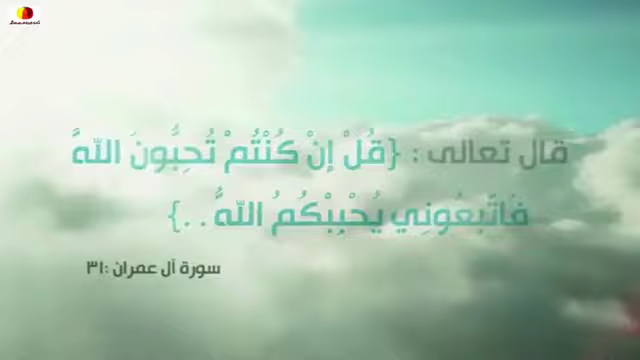 قال تعالى : {قُلْ إِنْ كُنْتُمْ تُحِبُّونَ اللَّهَ
فَاتَّبِعُونِي يُحْبِبْكُمُ اللَّهُ . .}
سورة آل عمران :٣١